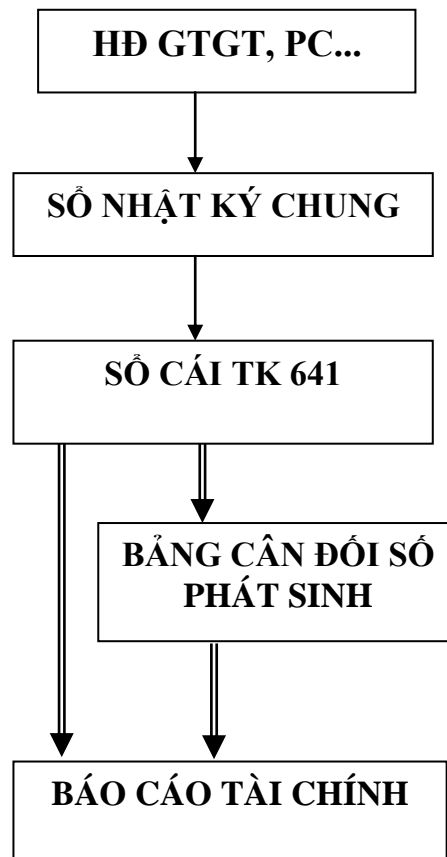 HĐ GTGT, PC...
SỔ NHẬT KÝ CHUNG
SỔ CÁI TK 641
BẢNG CÂN ĐỐI SỐ
PHÁT SINH
BÁO CÁO TÀI CHÍNH